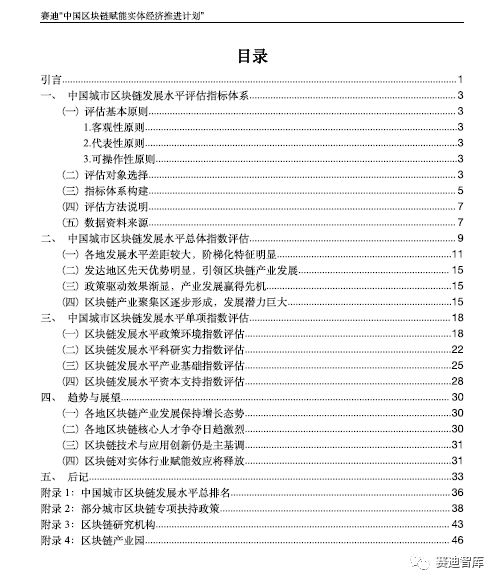 赛迪“中国区块链赋能实体经济推进计划”
目录
引言........1
一、 中国城市区块链发展水平评估指标体系........3
（一）评估基本原则........3
1.客观性原则........3
2.代表性原则........3
3.可操作性原则........3
（二）评估对象选择........3
（三）指标体系构建........5
（四）评估方法说明........7
（五）数据资料来源........7
二、 中国城市区块链发展水平总体指数评估........9
（一）各地发展水平差距较大，阶梯化特征明显........11
（二）发达地区先天优势明显，引领区块链产业发展........15
（三）政策驱动效果渐显，产业发展赢得先机........15
（四）区块链产业聚集区逐步形成，发展潜力巨大........15
三、 中国城市区块链发展水平单项指数评估........18
（一）区块链发展水平政策环境指数评估........18
（二）区块链发展水平科研实力指数评估........22
（三）区块链发展水平产业基础指数评估........25
（四）区块链发展水平资本支持指数评估........28
四、 趋势与展望........30
（一）各地区块链产业发展保持增长态势........30
（二）各地区块链核心人才争夺日趋激烈........30
（三）区块链技术与应用创新仍是主基调........31
（四）区块链对实体行业赋能效应将释放........31
五、 后记........33
附录 1：中国城市区块链发展水平总排名........36
附录 2：部分城市区块链专项扶持政策........38
附录 3：区块链研究机构........43
附录 4：区块链产业园........46
赛迪智库